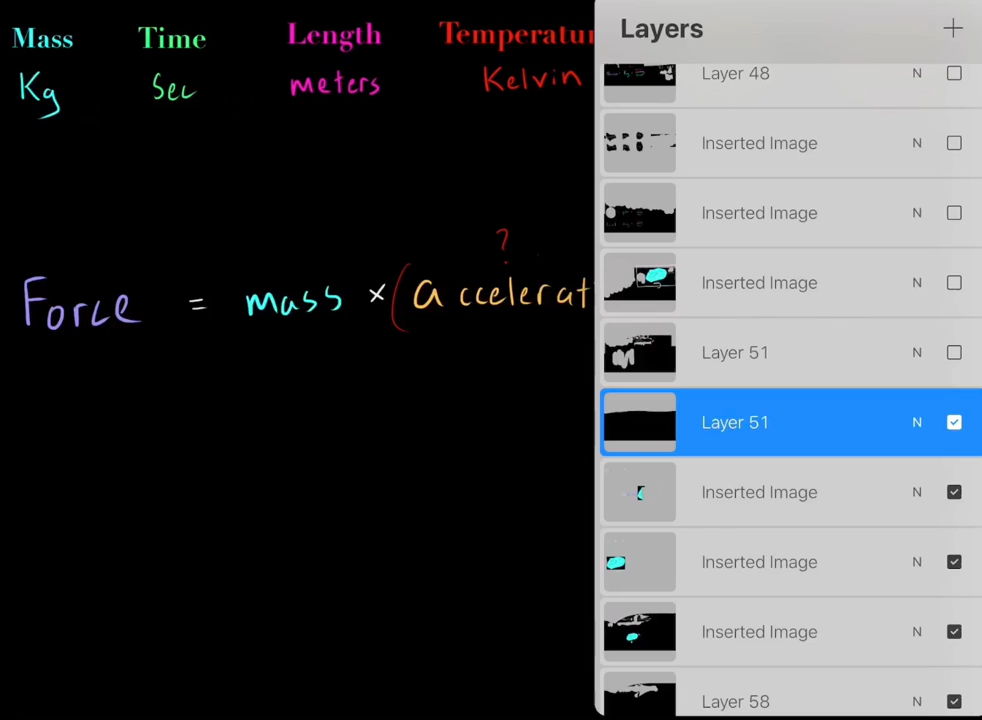 Mass Time Length Temperatur
Kg Sec meters Kelvin
?
Force = mass × (accelerat
Layers +
Layer 48 N
Inserted Image N
Inserted Image N
Inserted Image N
Layer 51 N
Layer 51 N
Inserted Image N
Inserted Image N
Inserted Image N
Layer 58 N